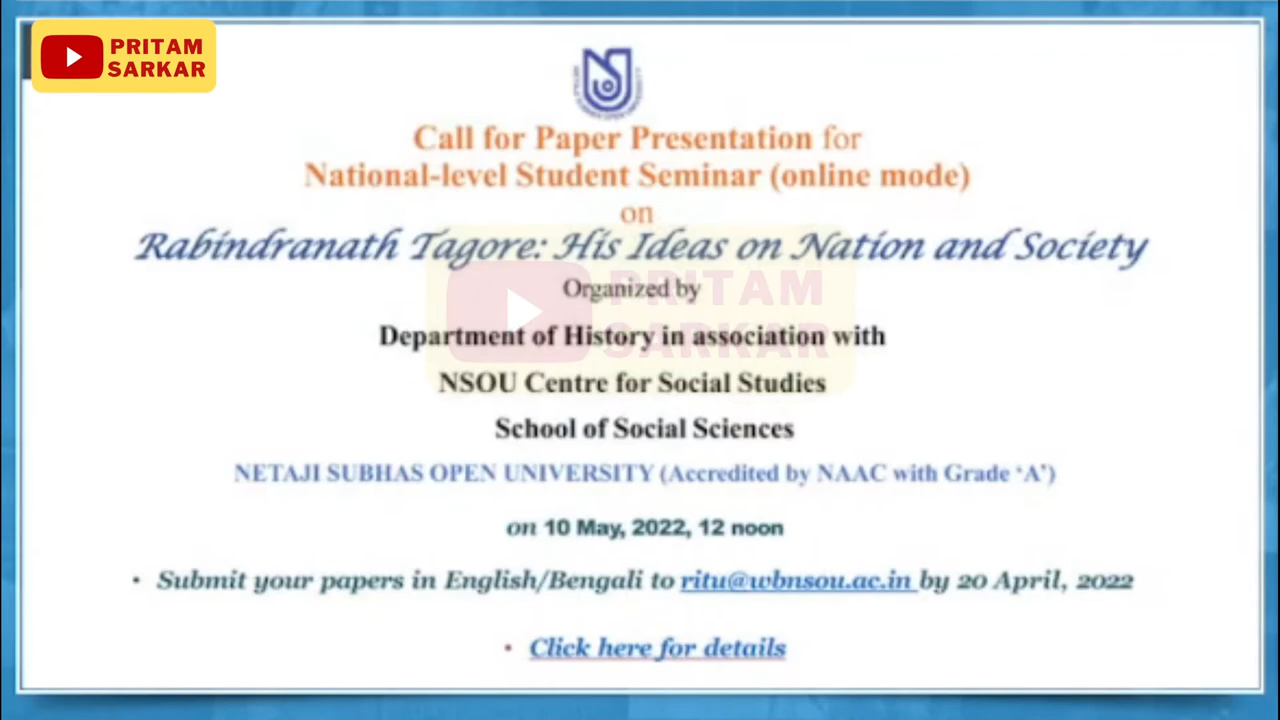 PRITAM
SARKAR
Call for Paper Presentation for
National-level Student Seminar (online mode)
on
Rabindranath Tagore: His Ideas on Nation and Society
Organized by
PRITAM
SARKAR
Department of History in association with
NSOU Centre for Social Studies
School of Social Sciences
NETAJI SUBHAS OPEN UNIVERSITY (Accredited by NAAC with Grade ‘A’)
on 10 May, 2022, 12 noon
• Submit your papers in English/Bengali to ritu@wbnsou.ac.in by 20 April, 2022
• Click here for details